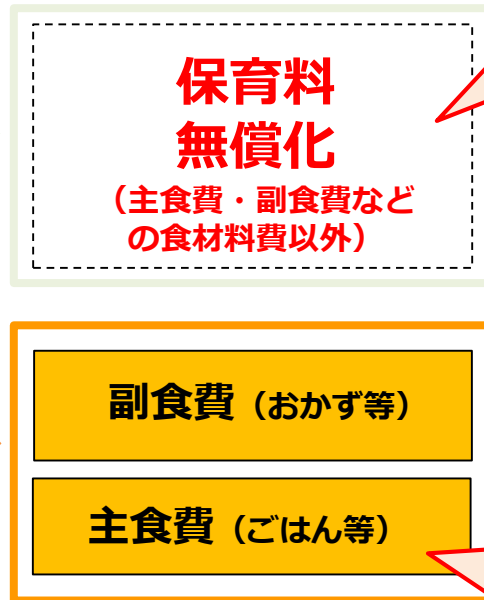 保育料
無償化
（主食費・副食費など
の食材料費以外）
副食費（おかず等）
主食費（ごはん等）